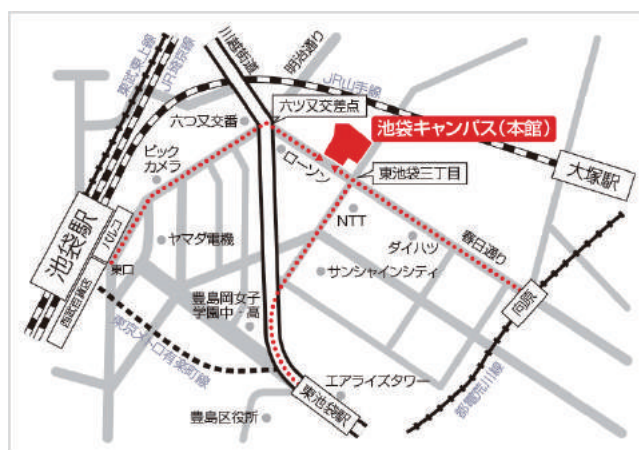 東武東上線
JR埼京線
川越街道
明治通り
JR山手線
六つ又交番
六ツ又交差点
池袋キャンパス(本館)
ビック
カメラ
ローソン
東池袋三丁目
大塚駅
池袋駅
パルコ
ヤマダ電機
NTT
ダイハツ
春日通り
東口
西武百貨店
サンシャインシティ
向原
豊島岡女子
学園中・高
東京メトロ有楽町線
都電荒川線
エアライズタワー
東池袋駅
豊島区役所